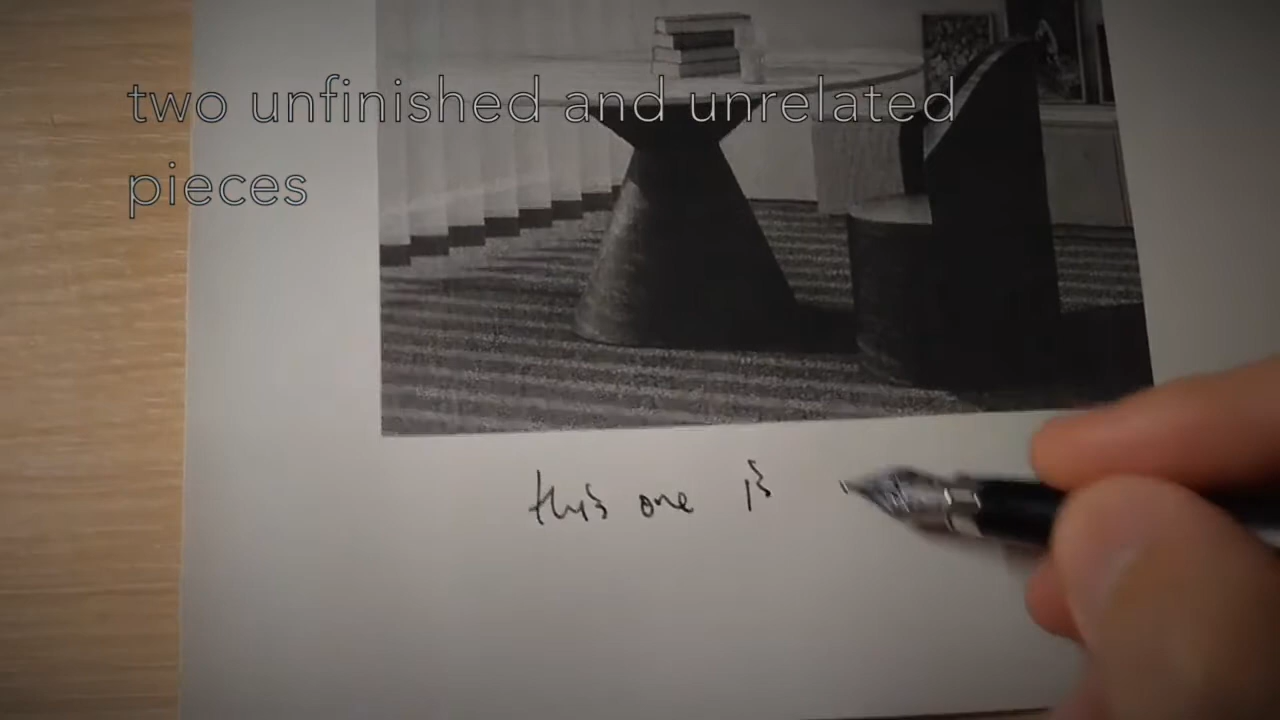 two unfinished and unrelated
pieces
this one is